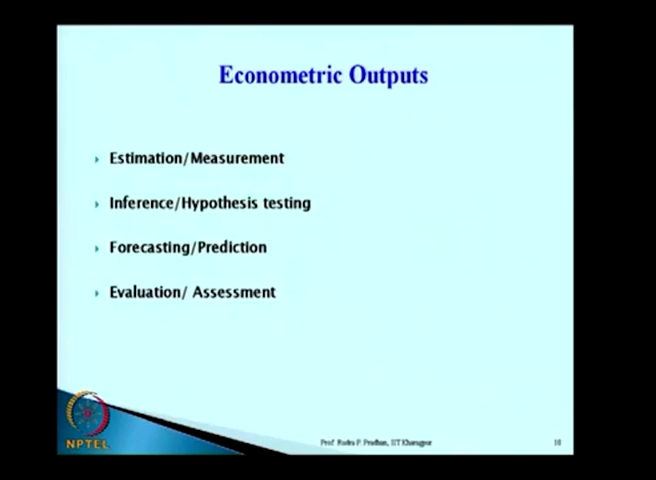 Econometric Outputs
Estimation/Measurement
Inference/Hypothesis testing
Forecasting/Prediction
Evaluation/ Assessment
NPTEL
Prof Rudra P. Pradhan, IIT Kharagpur
10